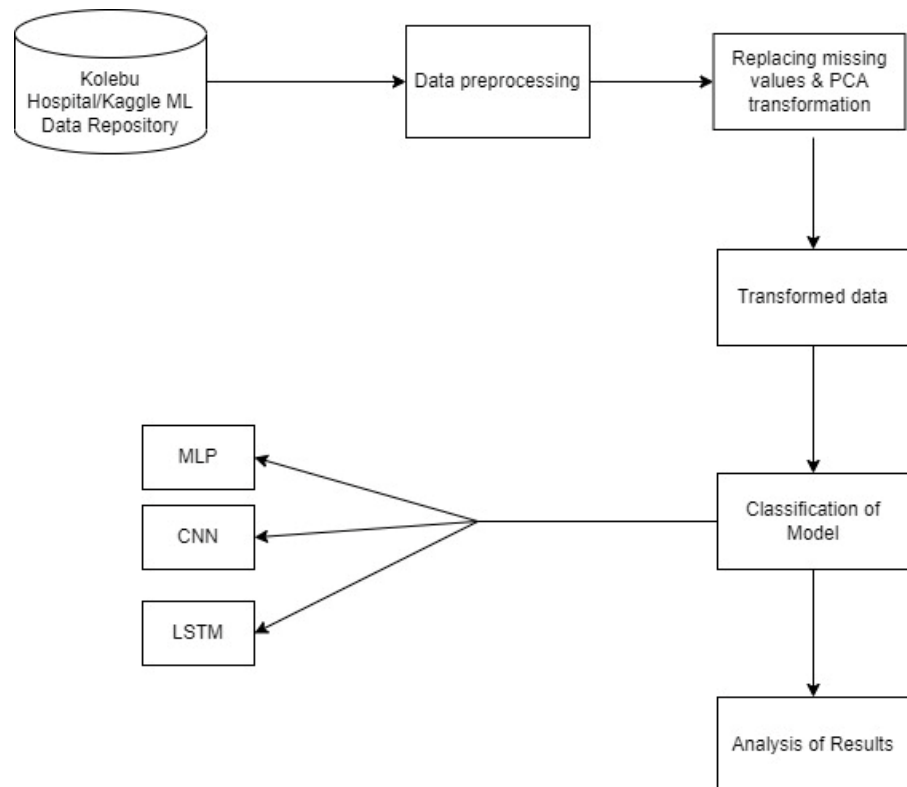 Kolebu
Hospital/Kaggle ML
Data Repository
Data preprocessing
Replacing missing
values & PCA
transformation
Transformed data
Classification of
Model
MLP
CNN
LSTM
Analysis of Results